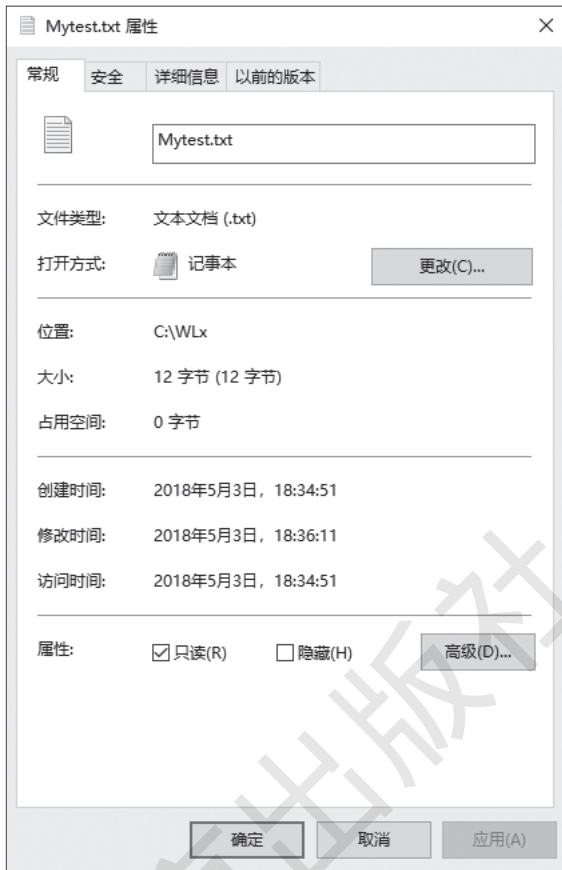 Mytest.txt 属性
常规 安全 详细信息 以前的版本
Mytest.txt
文件类型: 文本文档 (.txt)
打开方式: 记事本 更改(C)...
位置: C:\WLx
大小: 12 字节 (12 字节)
占用空间: 0 字节
创建时间: 2018年5月3日，18:34:51
修改时间: 2018年5月3日，18:36:11
访问时间: 2018年5月3日，18:34:51
属性: 只读(R) 隐藏(H) 高级(D)...
确定 取消 应用(A)
出版社